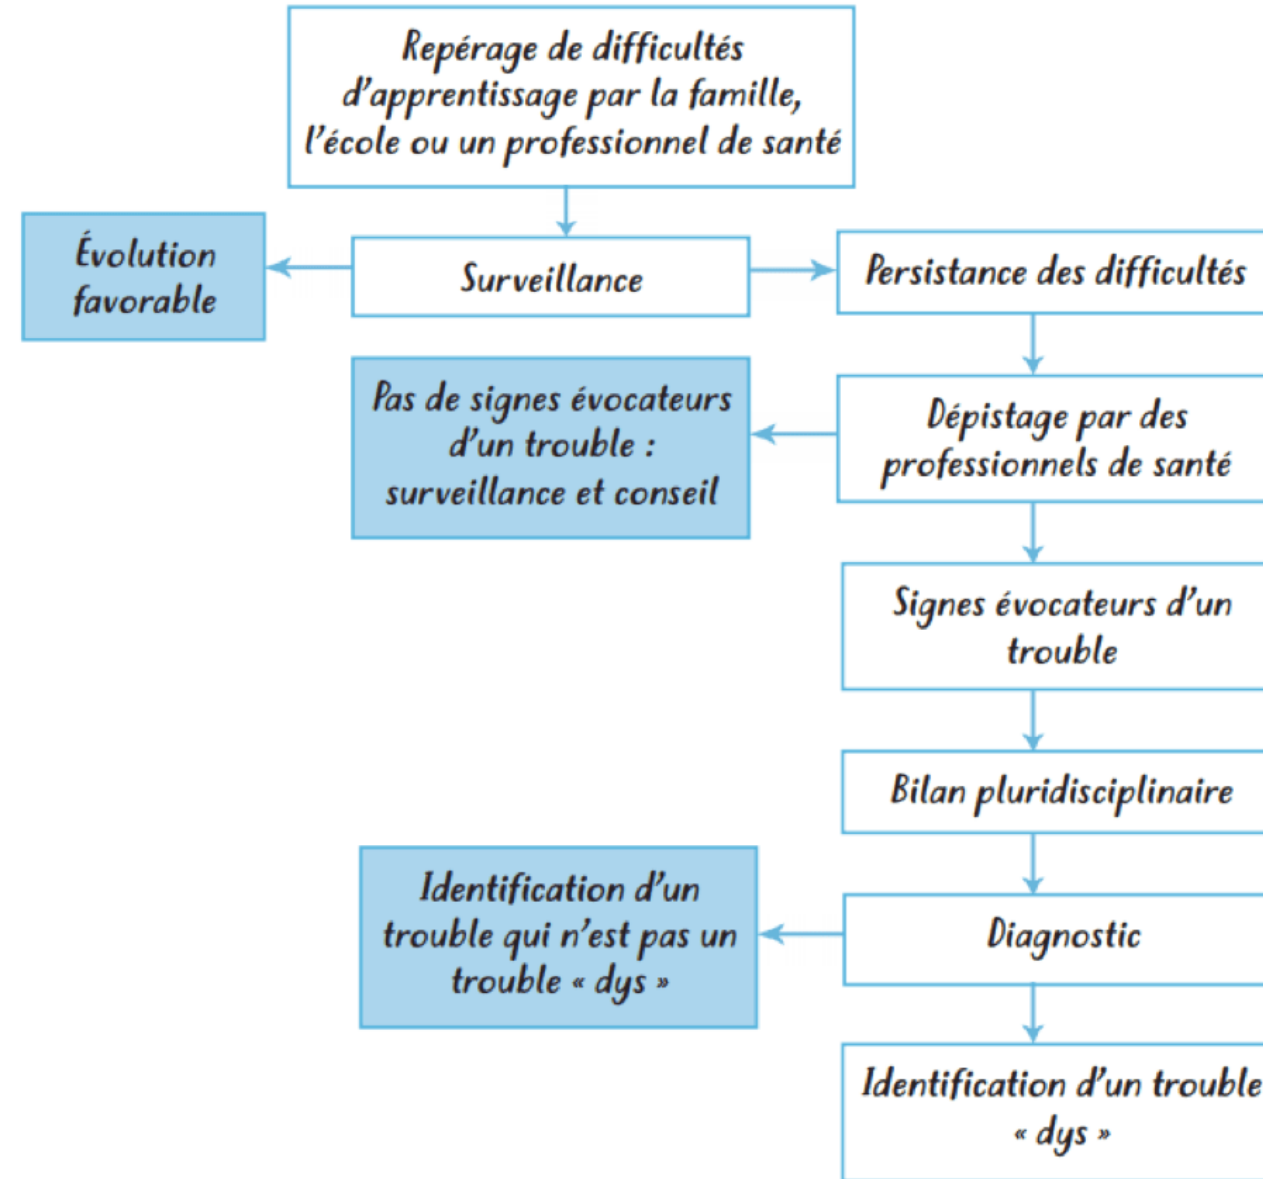 Repérage de difficultés
d'apprentissage par la famille,
l'école ou un professionnel de santé
Évolution
favorable
Surveillance
Persistance des difficultés
Pas de signes évocateurs
d'un trouble :
surveillance et conseil
Dépistage par des
professionnels de santé
Signes évocateurs d'un
trouble
Bilan pluridisciplinaire
Identification d'un
trouble qui n'est pas un
trouble « dys »
Diagnostic
Identification d'un trouble
« dys »